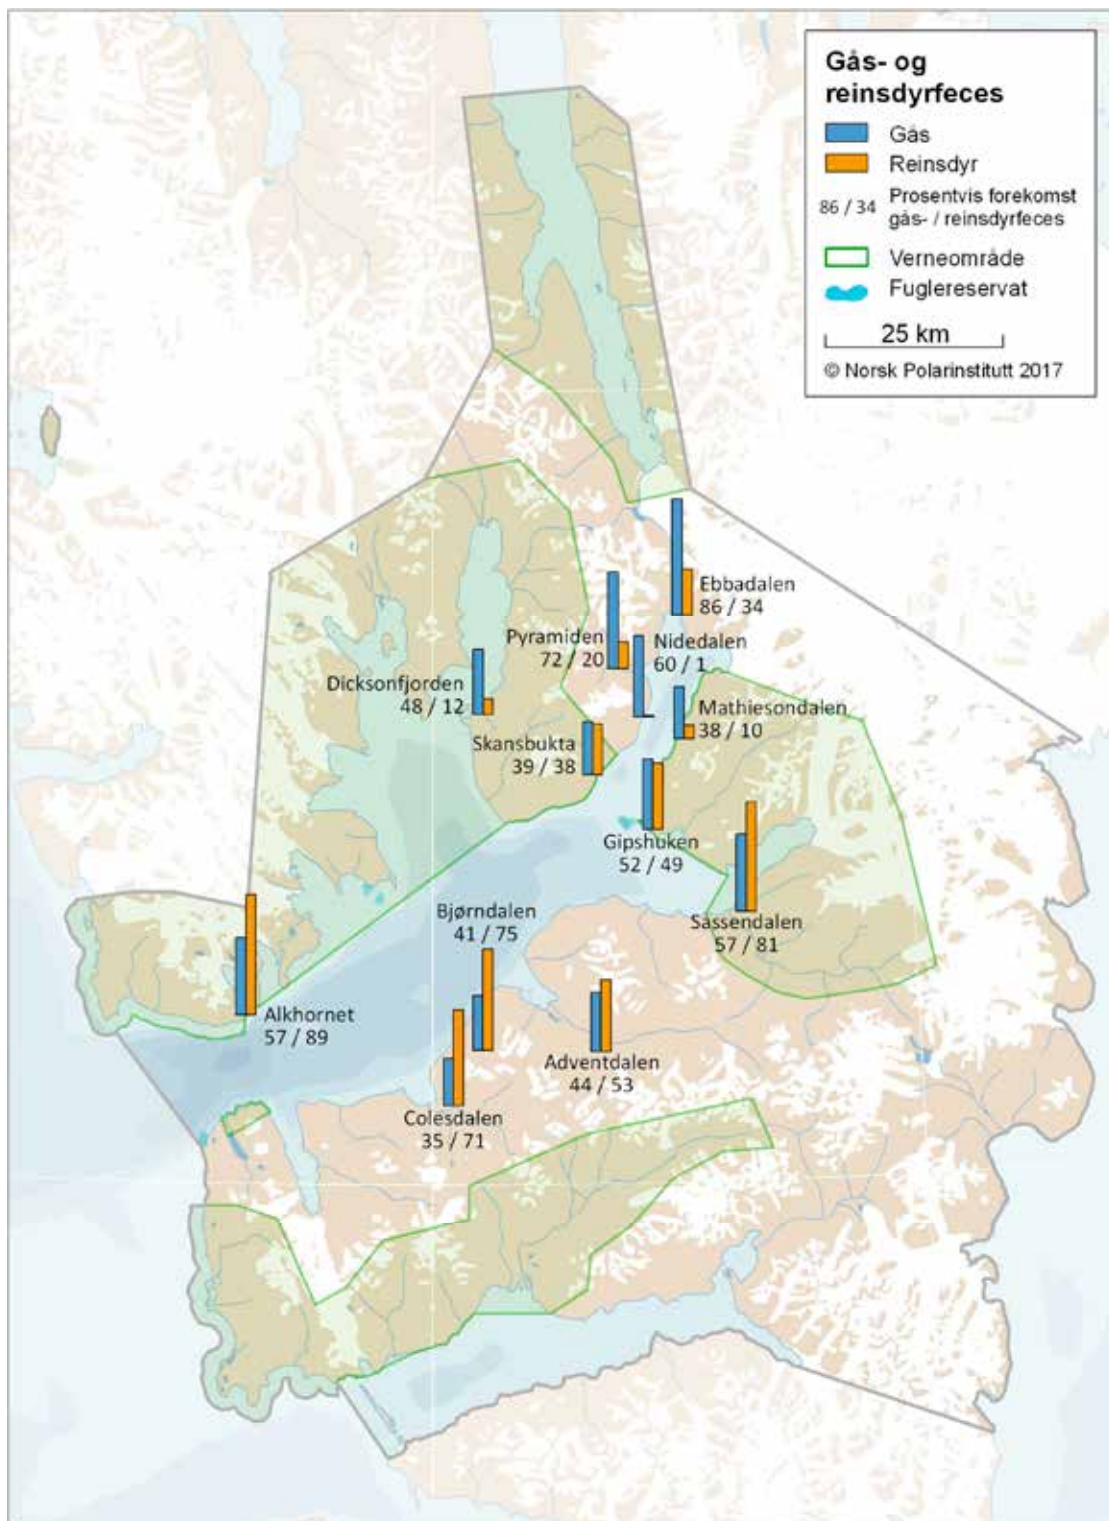 Gås- og
reinsdyrfeces
Gås
Reinsdyr
86 / 34
Prosentvis forekomst
gås- / reinsdyrfeces
Verneområde
Fuglereservat
25 km
© Norsk Polarinstitutt 2017
Ebbadalen
86 / 34
Pyramiden
72 / 20
Nidedalen
60 / 1
Dicksonfjorden
48 / 12
Mathiesondalen
38 / 10
Skansbukta
39 / 38
Gipshuken
52 / 49
Sassendalen
57 / 81
Bjørndalen
41 / 75
Alkhornet
57 / 89
Adventdalen
44 / 53
Colesdalen
35 / 71